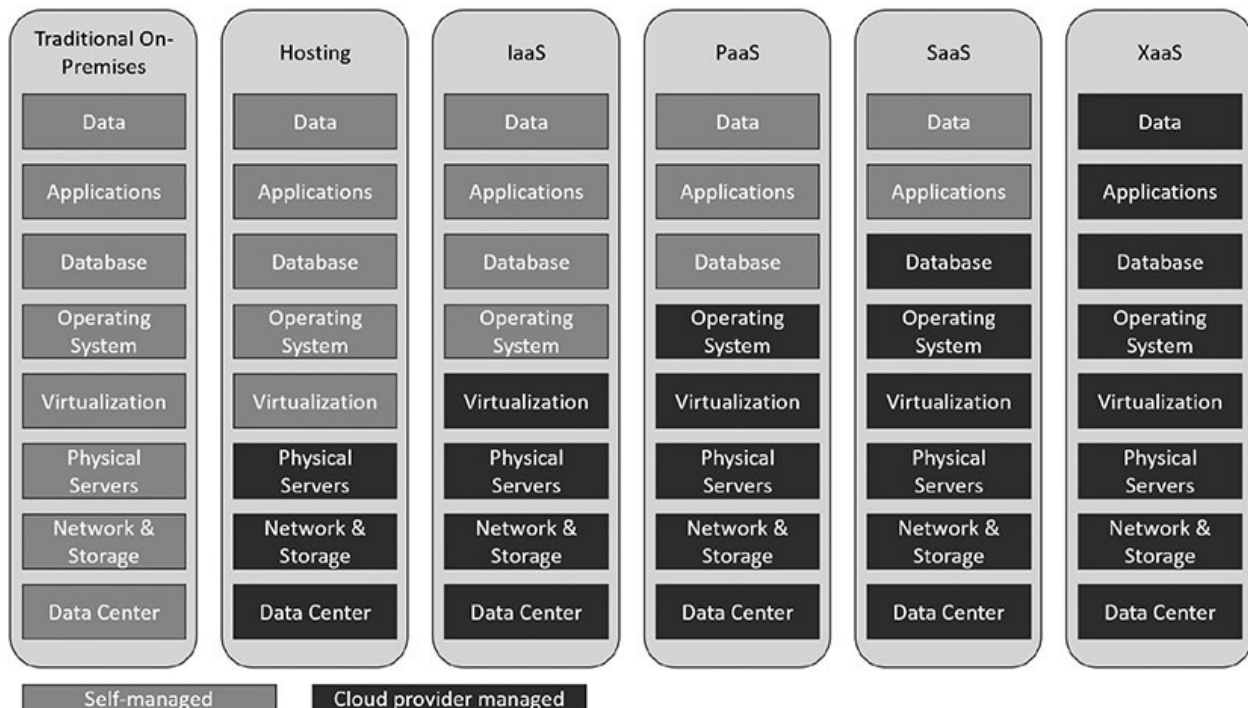 Traditional On-
Premises
Data
Applications
Database
Operating
System
Virtualization
Physical
Servers
Network &
Storage
Data Center
Hosting
Data
Applications
Database
Operating
System
Virtualization
Physical
Servers
Network &
Storage
Data Center
IaaS
Data
Applications
Database
Operating
System
Virtualization
Physical
Servers
Network &
Storage
Data Center
PaaS
Data
Applications
Database
Operating
System
Virtualization
Physical
Servers
Network &
Storage
Data Center
SaaS
Data
Applications
Database
Operating
System
Virtualization
Physical
Servers
Network &
Storage
Data Center
XaaS
Data
Applications
Database
Operating
System
Virtualization
Physical
Servers
Network &
Storage
Data Center
Self-managed
Cloud provider managed